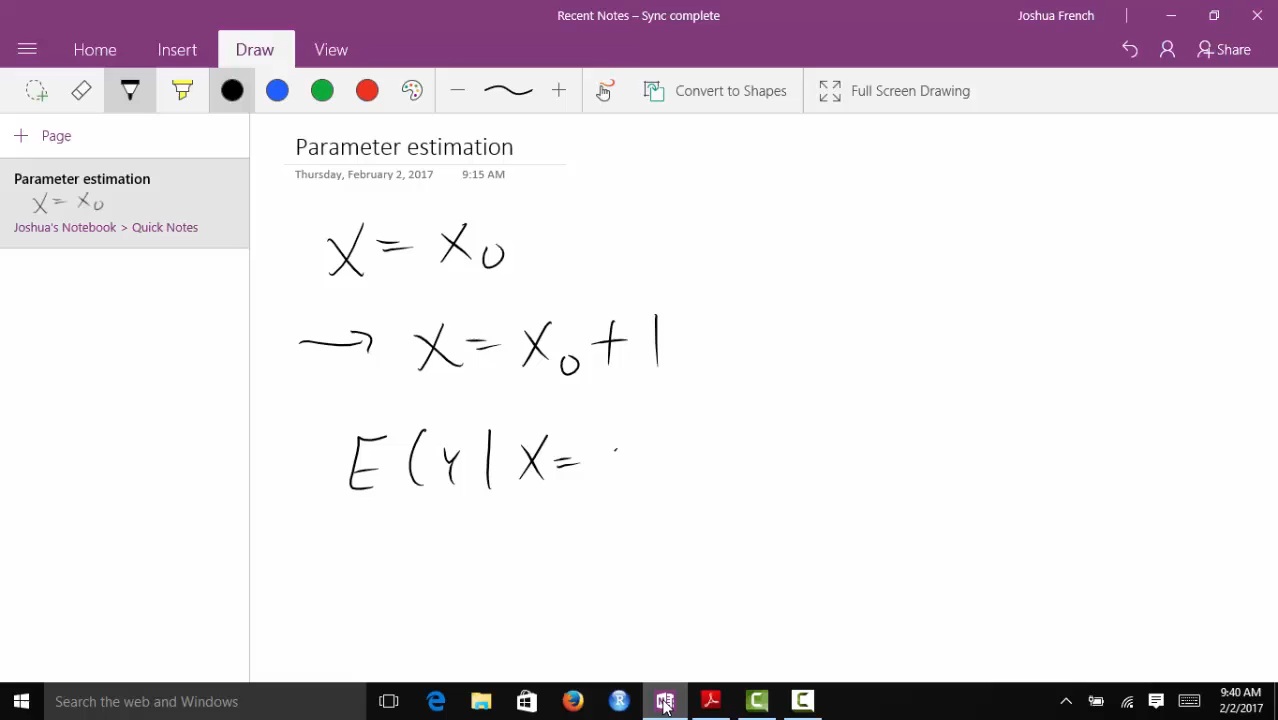 Recent Notes – Sync complete
Joshua French
Home
Insert
Draw
View
Share
Convert to Shapes
Full Screen Drawing
+ Page
Parameter estimation
X = X₀
Joshua's Notebook > Quick Notes
Parameter estimation
Thursday, February 2, 2017 9:15 AM
X = X₀
→ X = X₀ + 1
E(Y|X=
Search the web and Windows
9:40 AM
2/2/2017